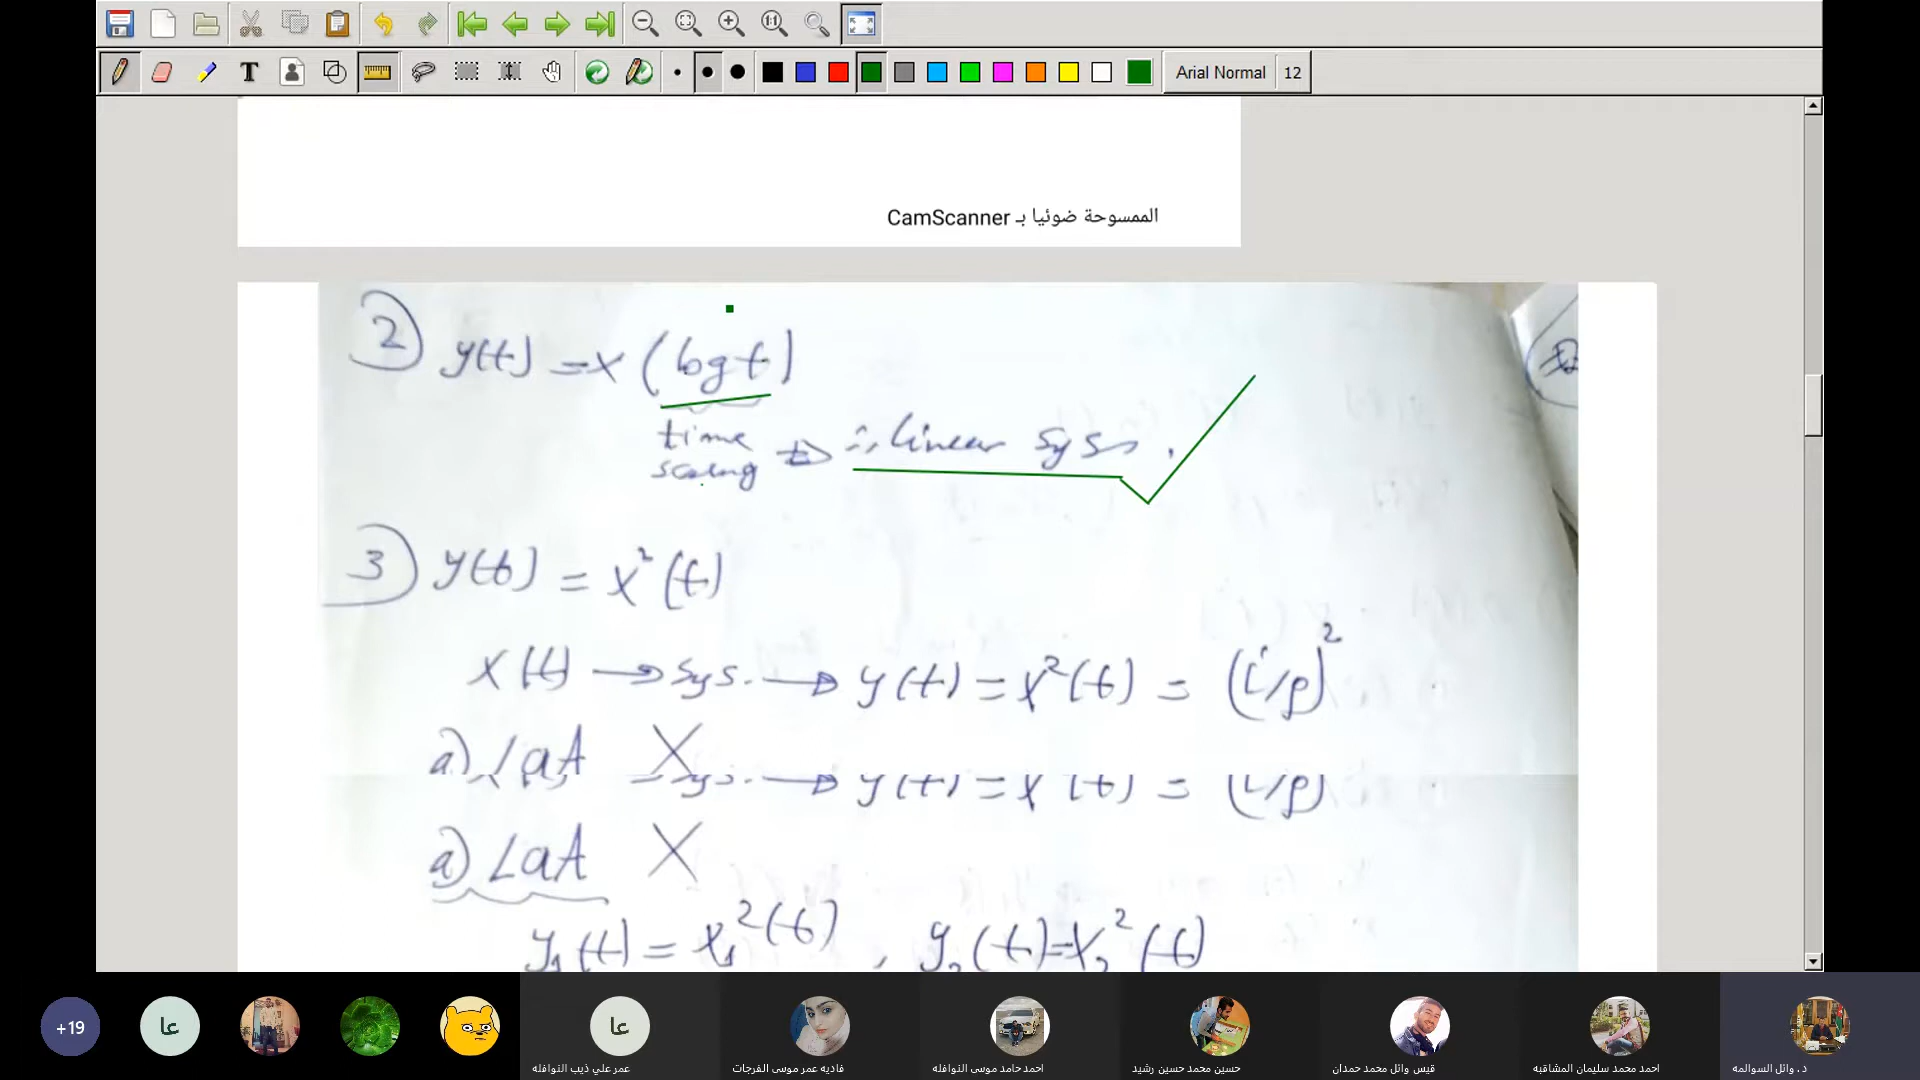 T
Arial Normal 12
الممسوحة ضوئيا بـ CamScanner
② y(t) = x (log t)
time scaling ⇒ ∴ linear sys.
③ y(t) = x²(t)
x(t) → sys. → y(t) = x²(t) = (i/p)²
a) LaA X
a) LaA X
y₁(t) = x₁²(t) , y₂(t) = x₂²(t)
+19
عا
عا
عمر علي ذيب النوافله
فاديه عمر موسى الفرجات
احمد حامد موسى النوافله
حسين محمد حسين رشيد
قيس وائل محمد حمدان
احمد محمد سليمان المشاقبه
د. وائل السوالمه